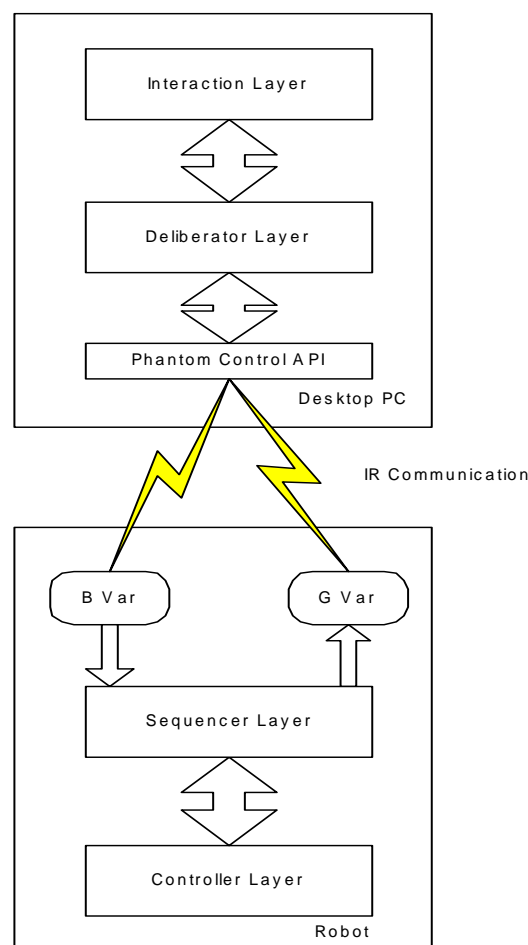 Interaction Layer
Deliberator Layer
Phantom Control API
Desktop PC
IR Communication
B Var
G Var
Sequencer Layer
Controller Layer
Robot